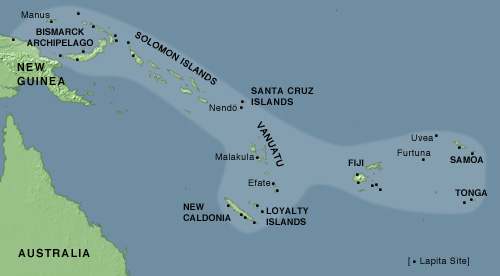 Manus
BISMARCK
ARCHIPELAGO
SOLOMON ISLANDS
NEW
GUINEA
SANTA CRUZ
ISLANDS
Nendö
VANUATU
Malakula
Efate
NEW
CALDONIA
LOYALTY
ISLANDS
FIJI
Uvea
Furtuna
SAMOA
TONGA
AUSTRALIA
[ • Lapita Site]